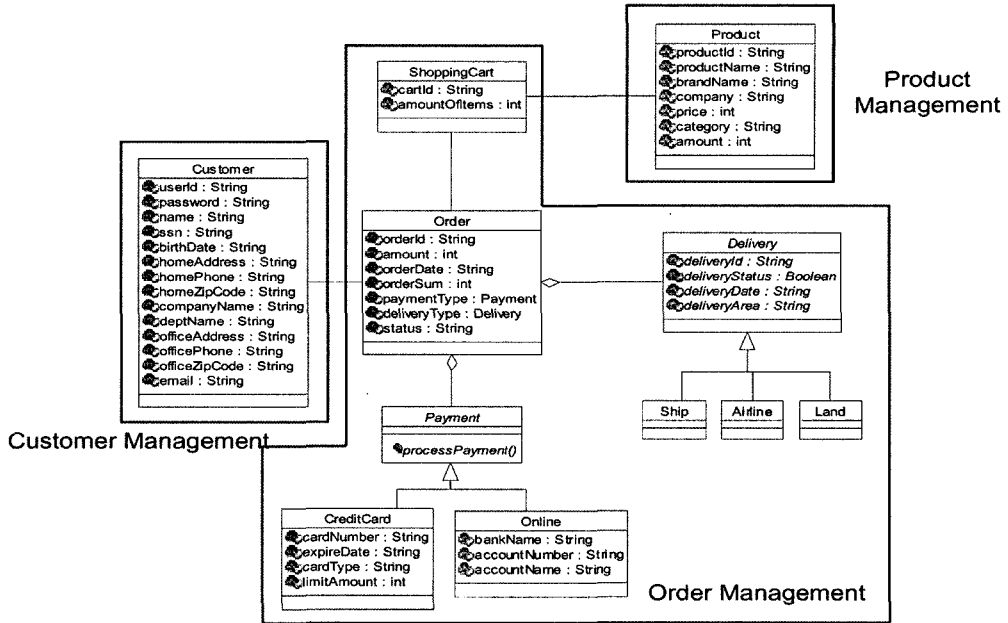 Product
productId : String
productName : String
brandName : String
company : String
price : int
category : String
amount : int
Product
Management
ShoppingCart
cartId : String
amountOfItems : int
Customer
userId : String
password : String
name : String
ssn : String
birthDate : String
homeAddress : String
homePhone : String
homeZipCode : String
companyName : String
deptName : String
officeAddress : String
officePhone : String
officeZipCode : String
email : String
Customer Management
Order
orderId : String
amount : int
orderDate : String
orderSum : int
paymentType : Payment
deliveryType : Delivery
status : String
Delivery
deliveryId : String
deliveryStatus : Boolean
deliveryDate : String
deliveryArea : String
Ship
Airline
Land
Payment
processPayment()
CreditCard
cardNumber : String
expireDate : String
cardType : String
limitAmount : int
Online
bankName : String
accountNumber : String
accountName : String
Order Management